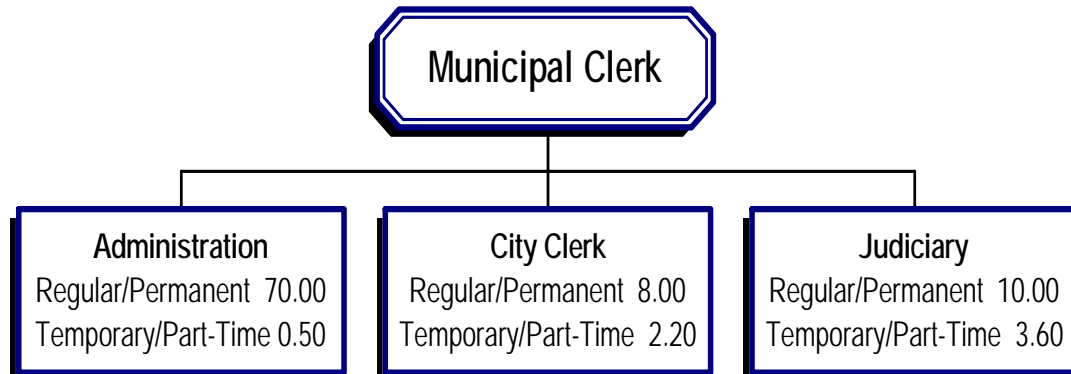 Municipal Clerk
Administration
Regular/Permanent 70.00
Temporary/Part-Time 0.50
City Clerk
Regular/Permanent 8.00
Temporary/Part-Time 2.20
Judiciary
Regular/Permanent 10.00
Temporary/Part-Time 3.60